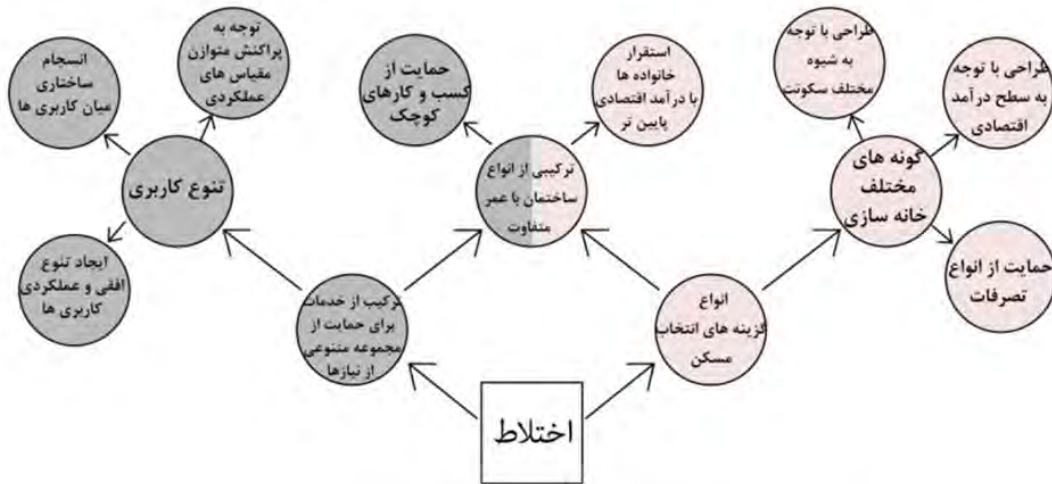 طراحی با توجه
به شیوه
مختلف سکونت
طراحی با توجه
به سطح درآمد
اقتصادی
گونه های
مختلف
خانه سازی
حمایت از انواع
تصرفات
استقرار
خانواده ها
با درآمد اقتصادی
پایین تر
حمایت از
کسب و کارهای
کوچک
ترکیبی از انواع
ساختمان با عمر
متفاوت
توجه به
پراکنش متوازن
مقیاس های
عملکردی
انسجام
ساختاری
میان کاربری ها
تنوع کاربری
ایجاد تنوع
افقی و عملکردی
کاربری ها
انواع
گزینه های انتخاب
مسکن
ترکیب از خدمات
برای حمایت از
مجموعه متنوعی
از نیازها
اختلاط